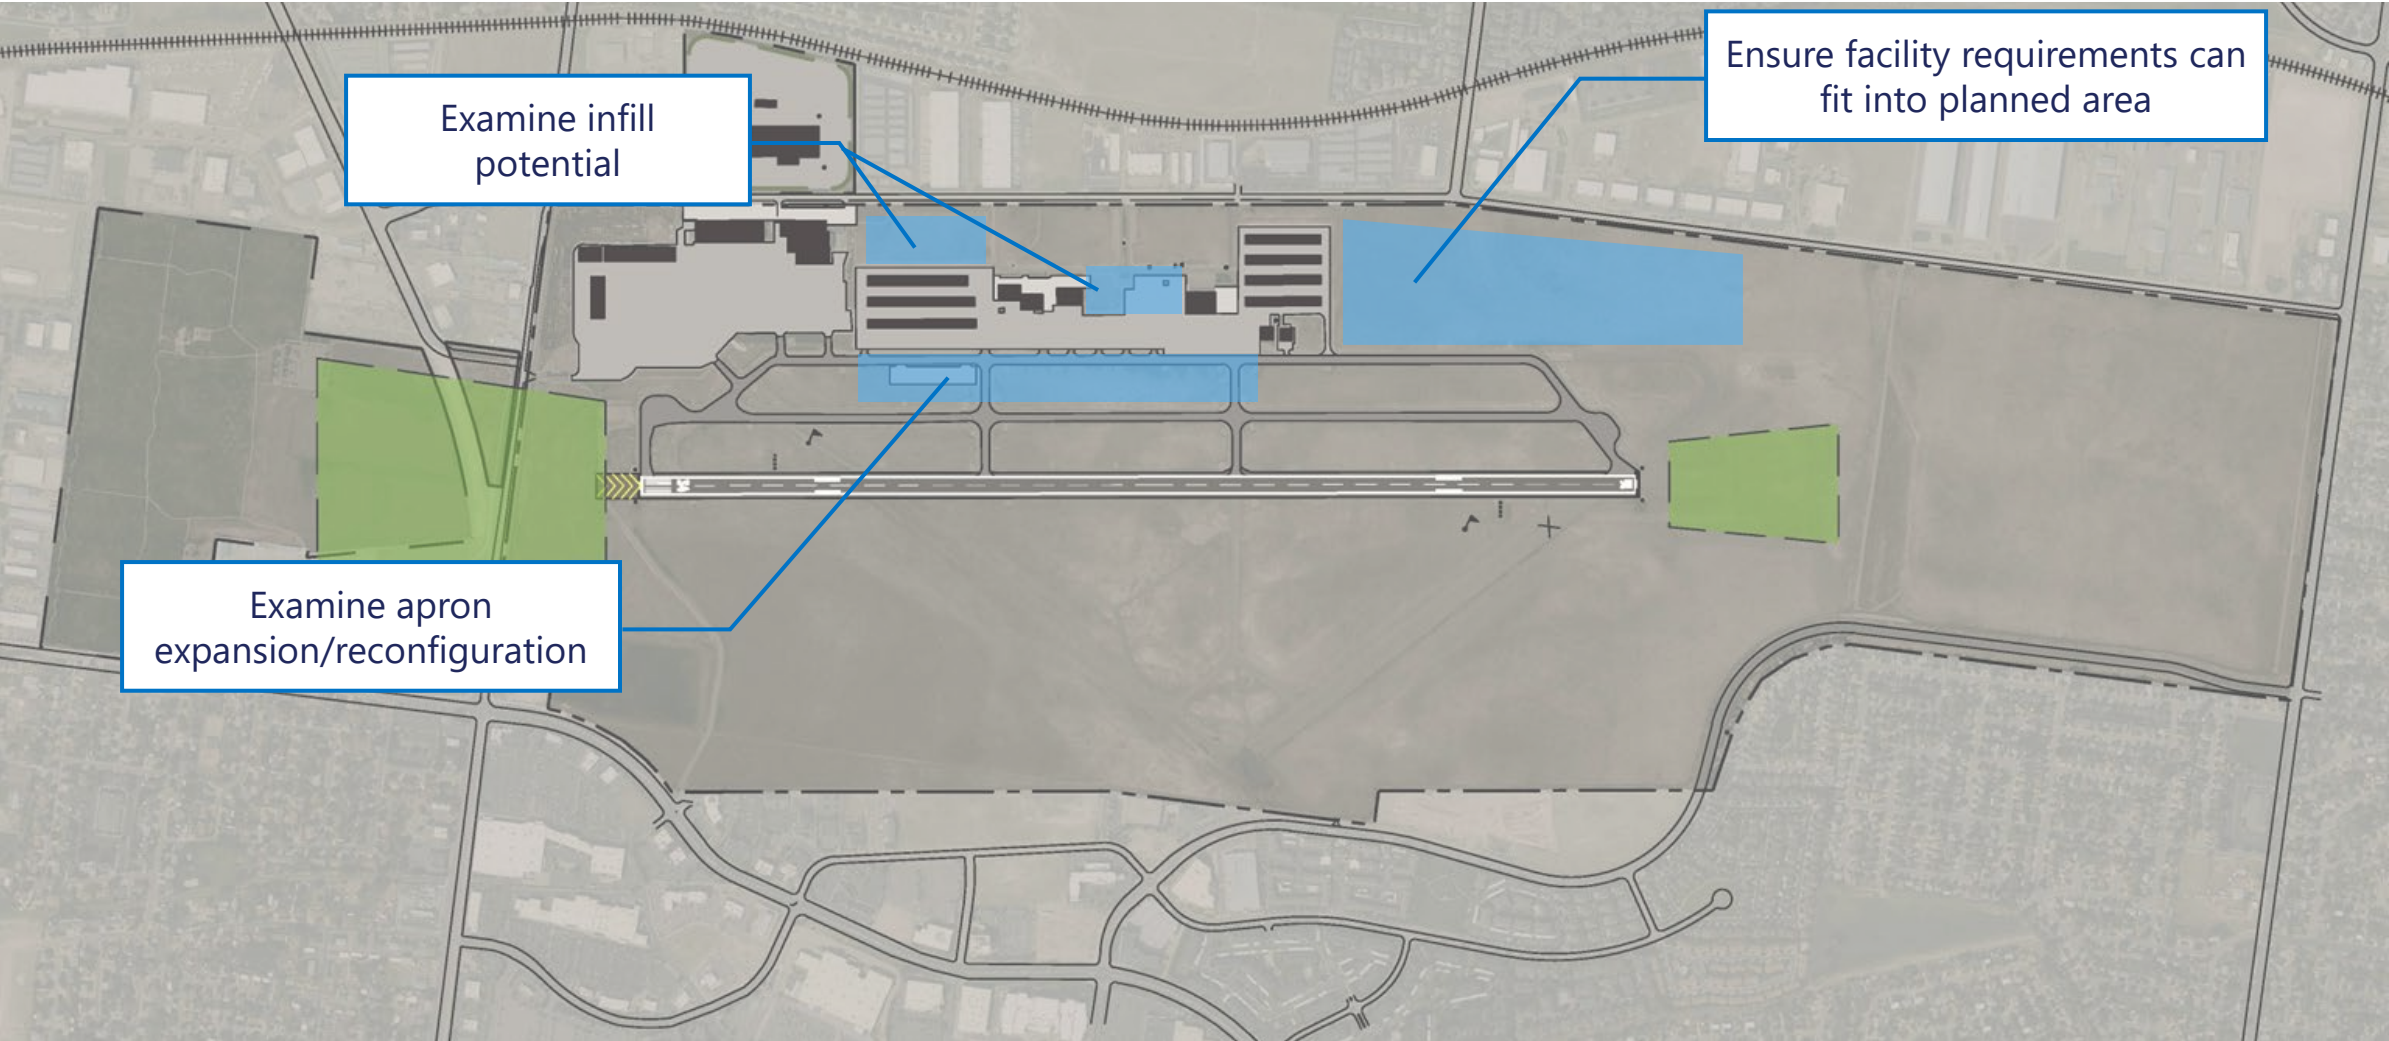 Ensure facility requirements can
fit into planned area
Examine infill
potential
Examine apron
expansion/reconfiguration